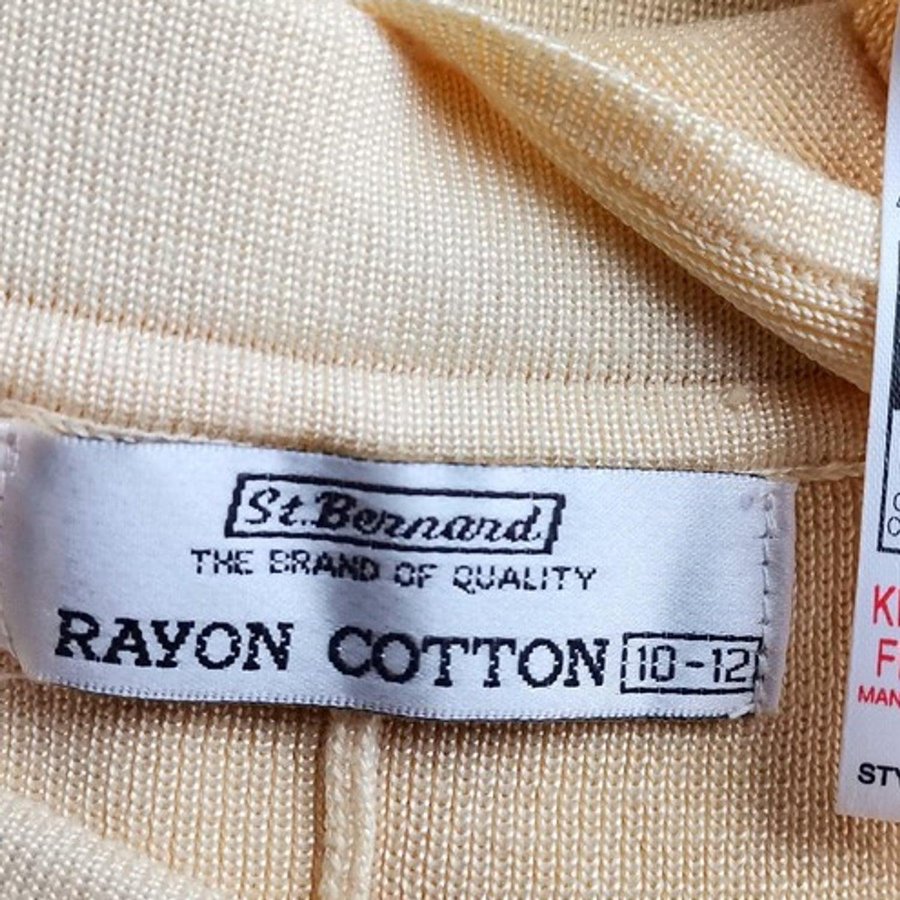 St. Bernard
THE BRAND OF QUALITY
RAYON COTTON 10-12